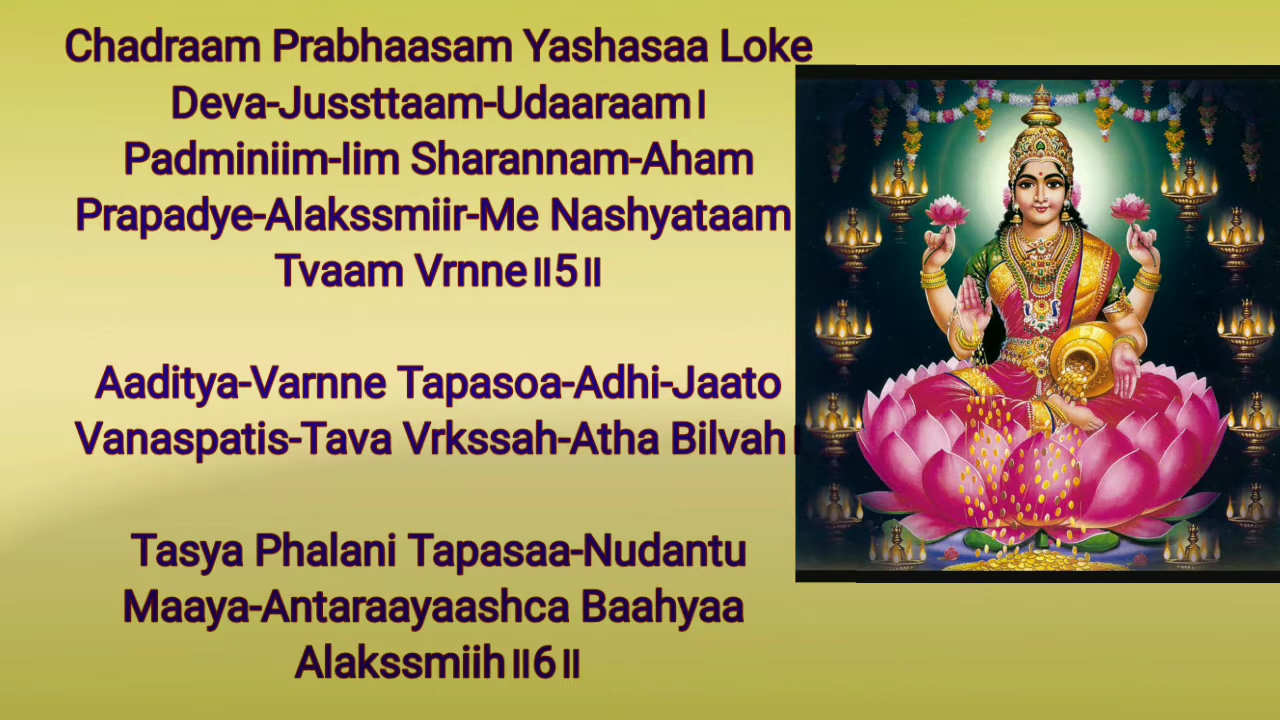 Chadraam Prabhaasam Yashasaa Loke
Deva-Jussttaam-Udaaraam।
Padminiim-Iim Sharannam-Aham
Prapadye-Alakssmiir-Me Nashyataam
Tvaam Vrnne॥5॥
Aaditya-Varnne Tapasoa-Adhi-Jaato
Vanaspatis-Tava Vrkssah-Atha Bilvah।
Tasya Phalani Tapasaa-Nudantu
Maaya-Antaraayaashca Baahyaa
Alakssmiih॥6॥